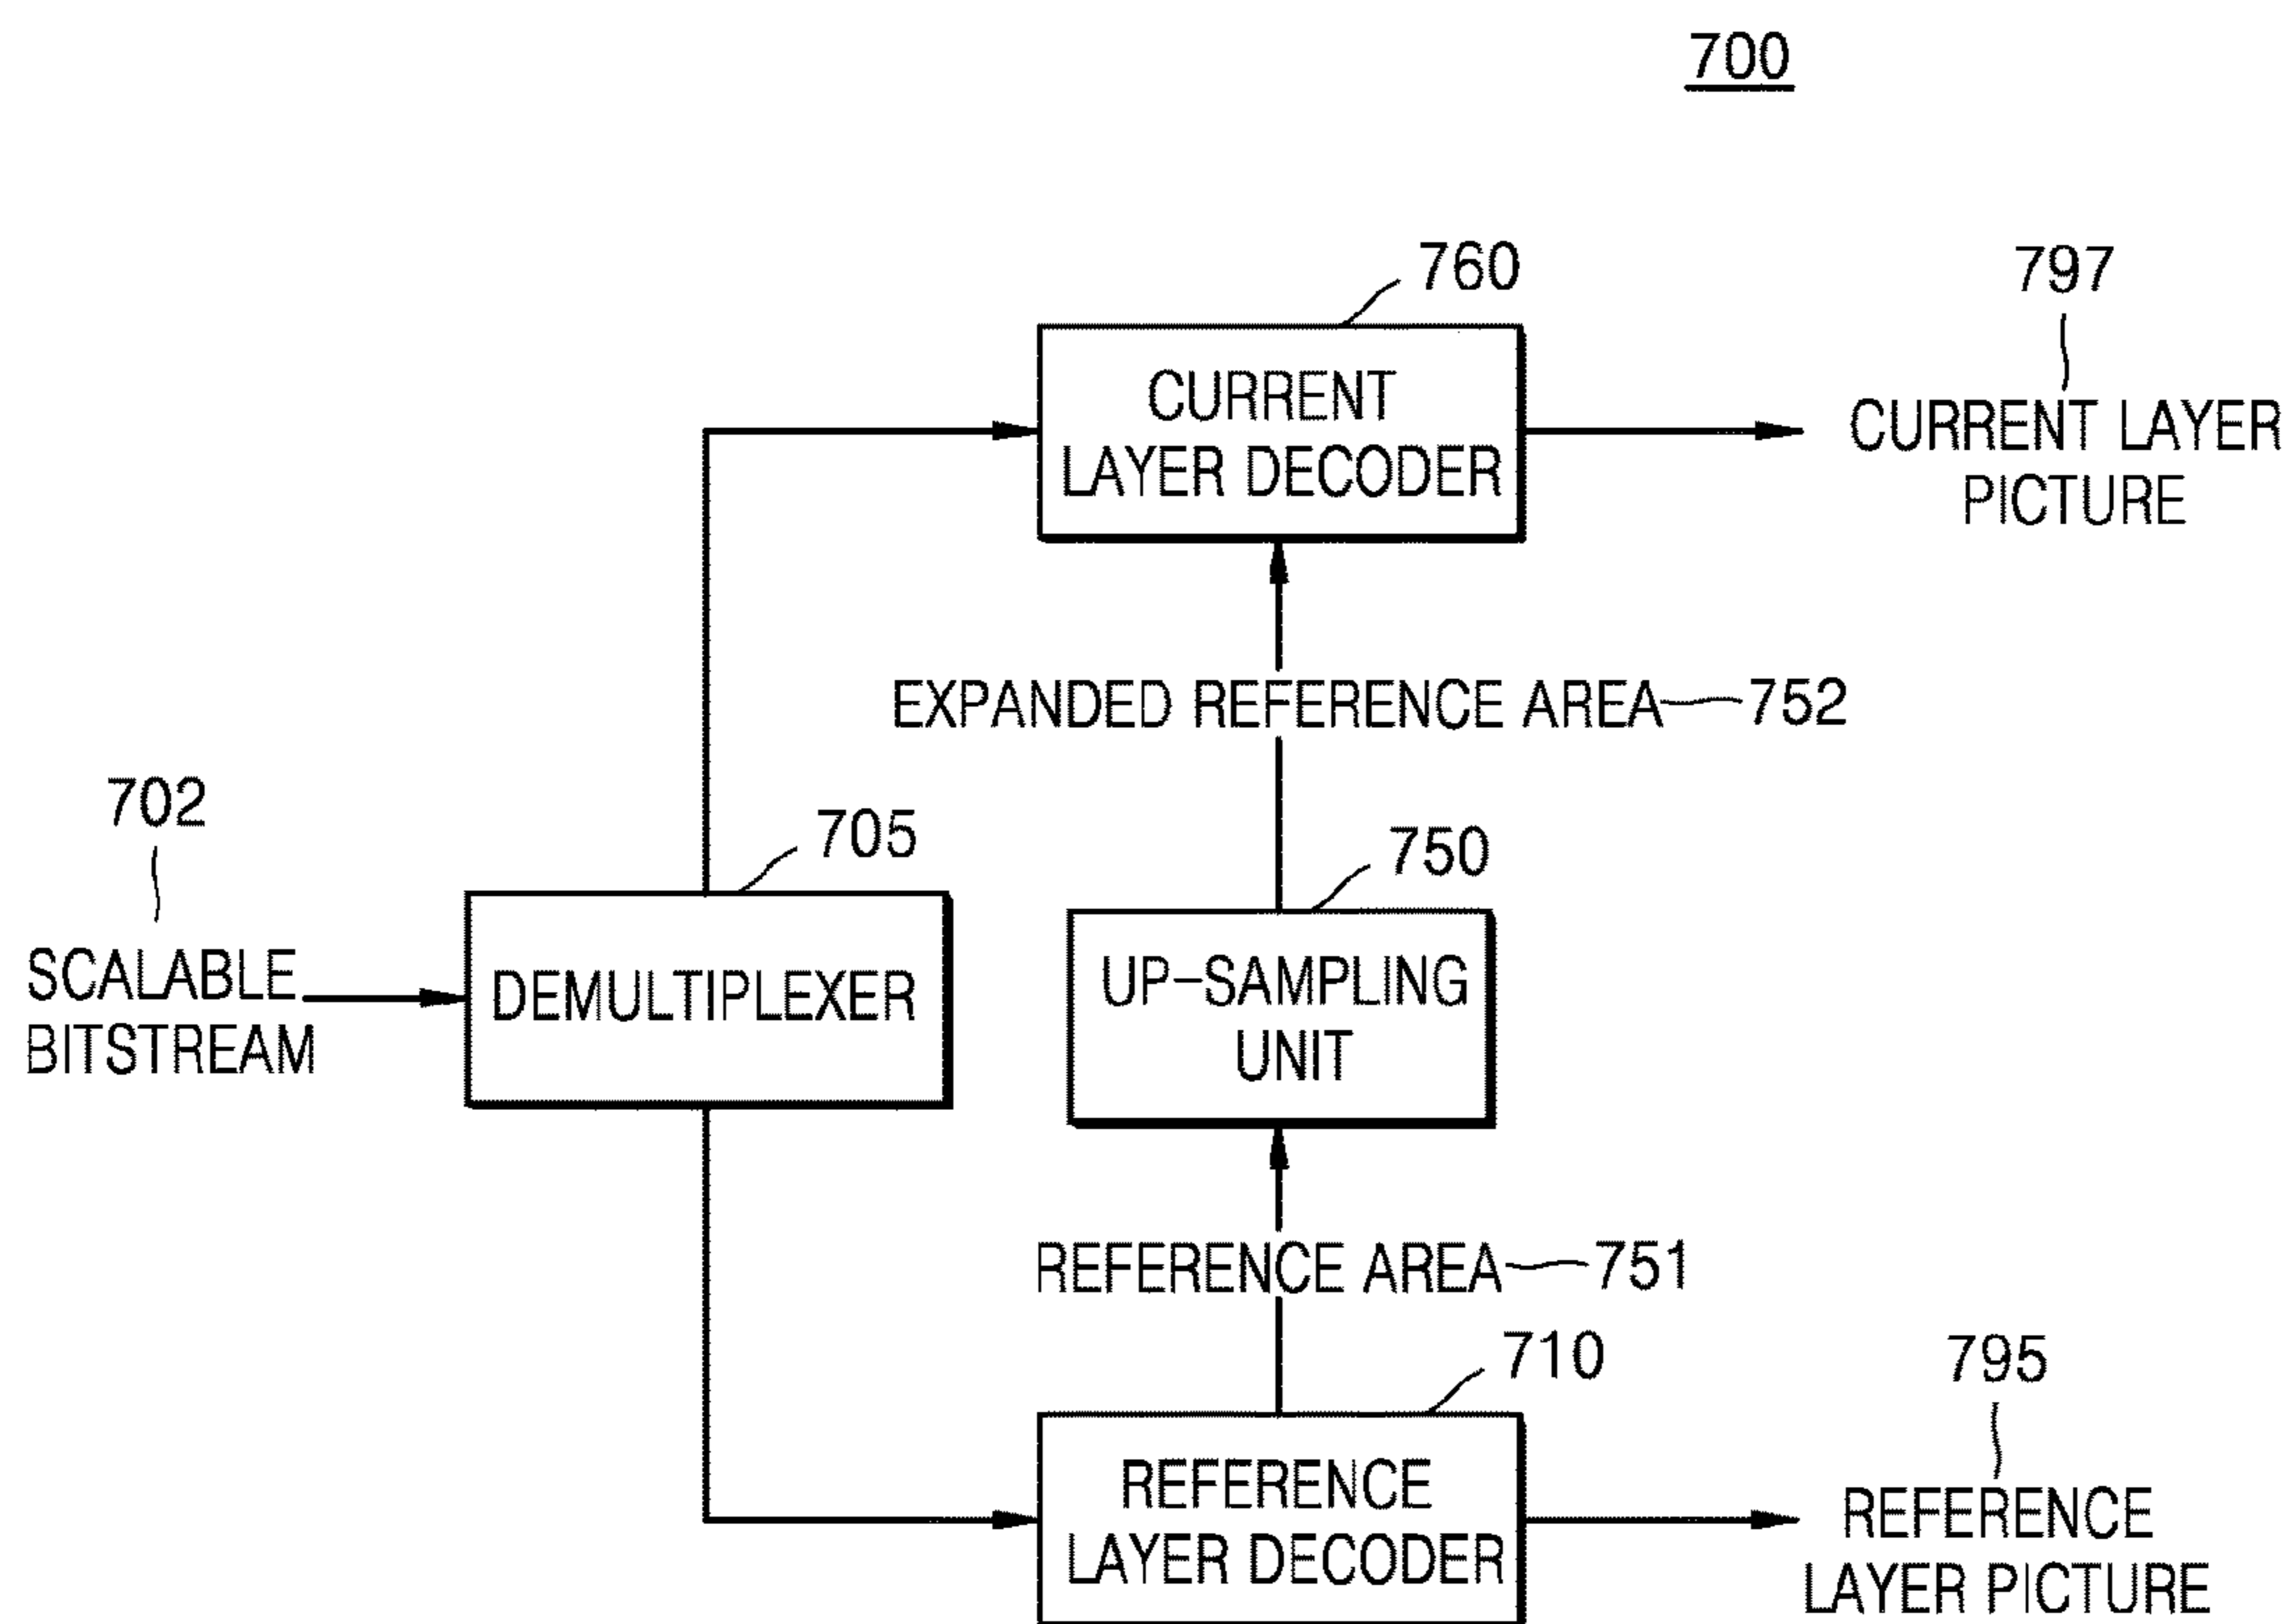 700
760
797
CURRENT
LAYER DECODER
CURRENT LAYER
PICTURE
EXPANDED REFERENCE AREA 752
702
705
750
SCALABLE
BITSTREAM
DEMULTIPLEXER
UP-SAMPLING
UNIT
REFERENCE AREA 751
710
795
REFERENCE
LAYER DECODER
REFERENCE
LAYER PICTURE